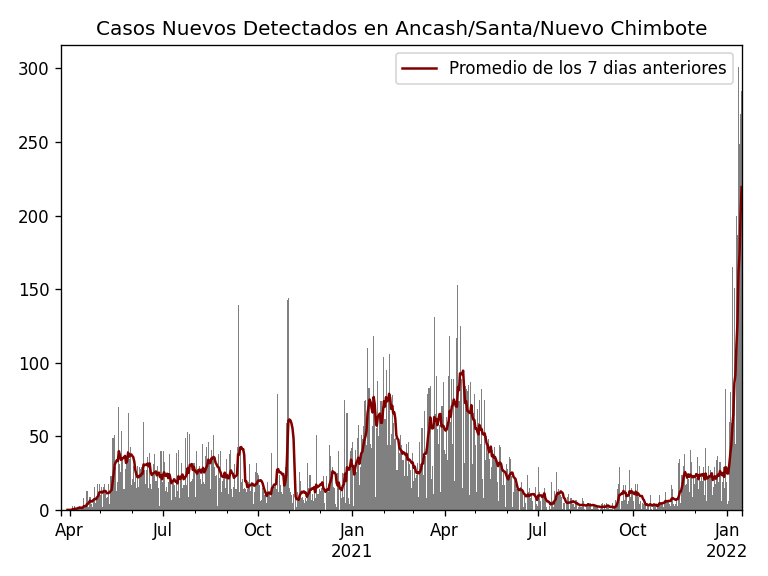 Casos Nuevos Detectados en Ancash/Santa/Nuevo Chimbote
Promedio de los 7 dias anteriores
300
250
200
150
100
50
0
Apr Jul Oct Jan Apr Jul Oct Jan
2021 2022